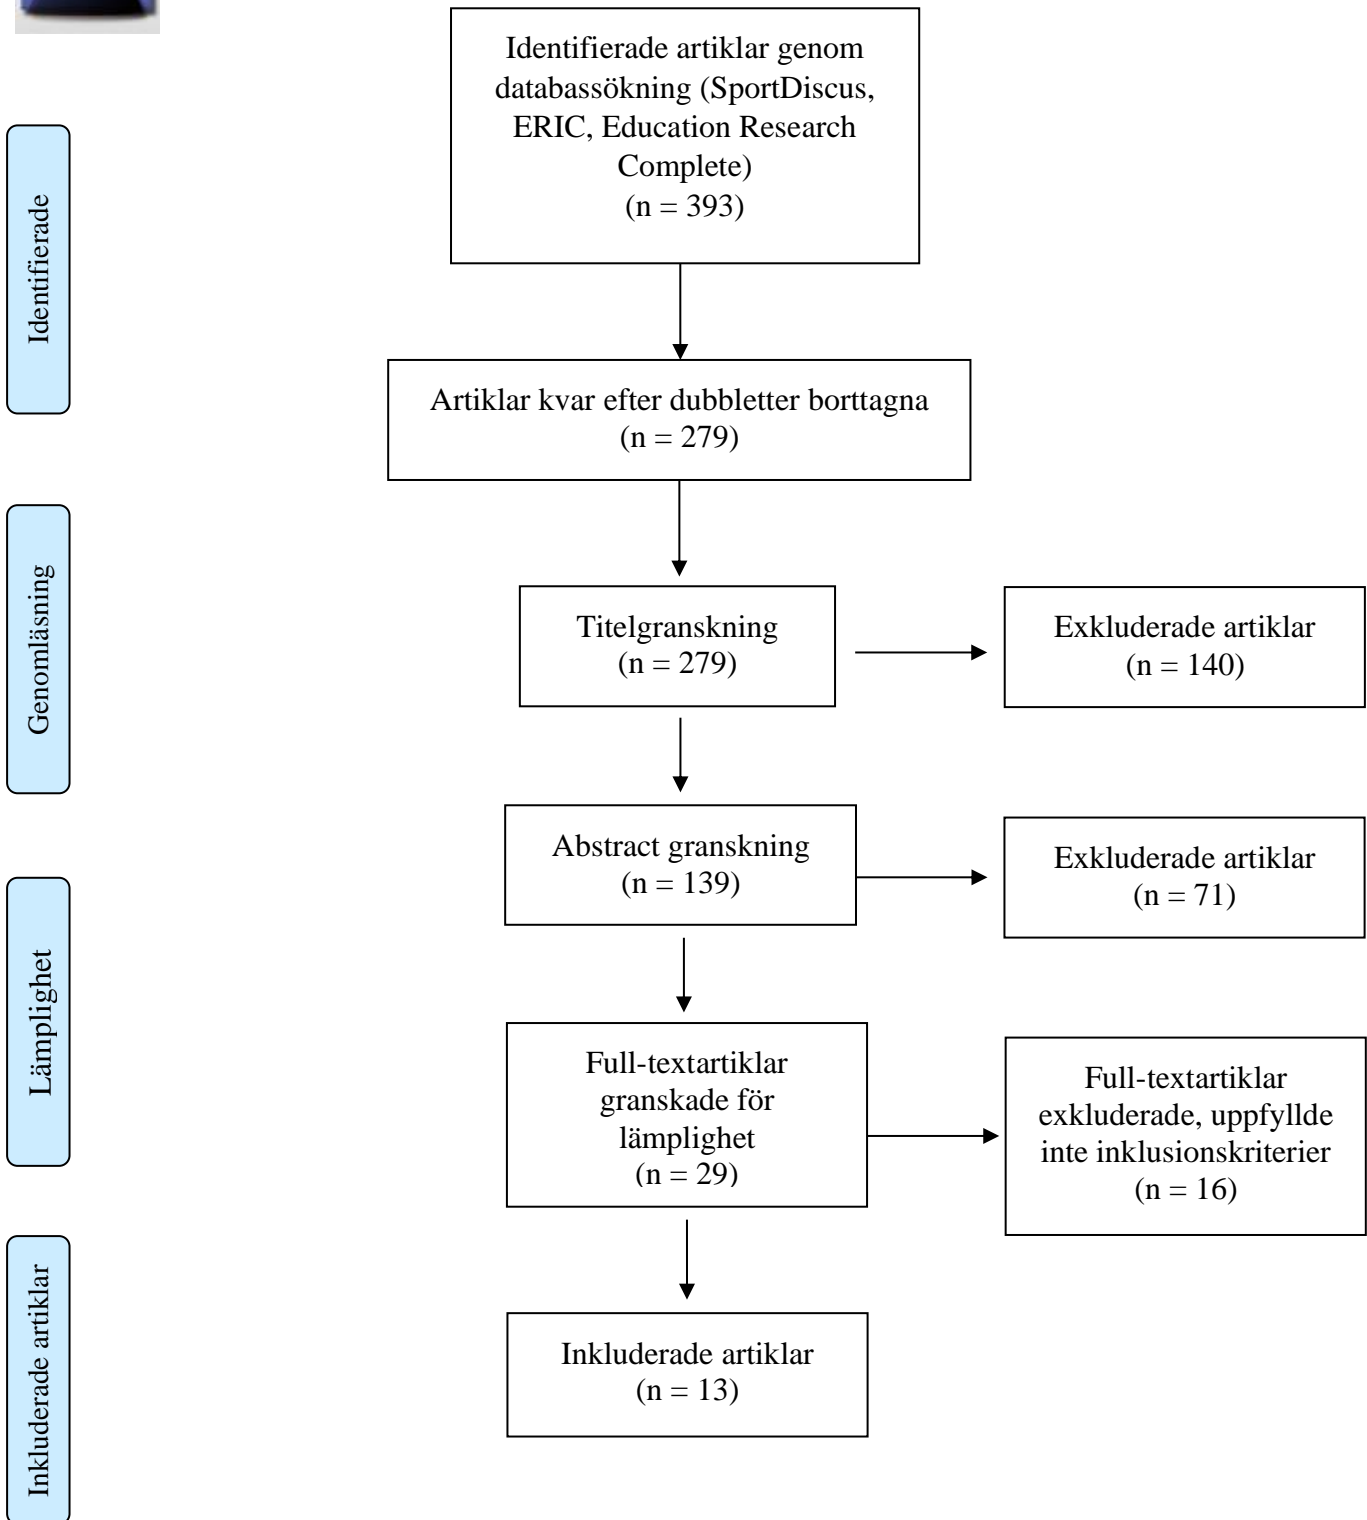 Identifierade artiklar genom
databassökning (SportDiscus,
ERIC, Education Research
Complete)
(n = 393)
Identifierade
Artiklar kvar efter dubbletter borttagna
(n = 279)
Genomläsning
Titelgranskning
(n = 279)
Exkluderade artiklar
(n = 140)
Abstract granskning
(n = 139)
Exkluderade artiklar
(n = 71)
Lämplighet
Full-textartiklar
granskade för
lämplighet
(n = 29)
Full-textartiklar
exkluderade, uppfyllde
inte inklusionskriterier
(n = 16)
Inkluderade artiklar
Inkluderade artiklar
(n = 13)